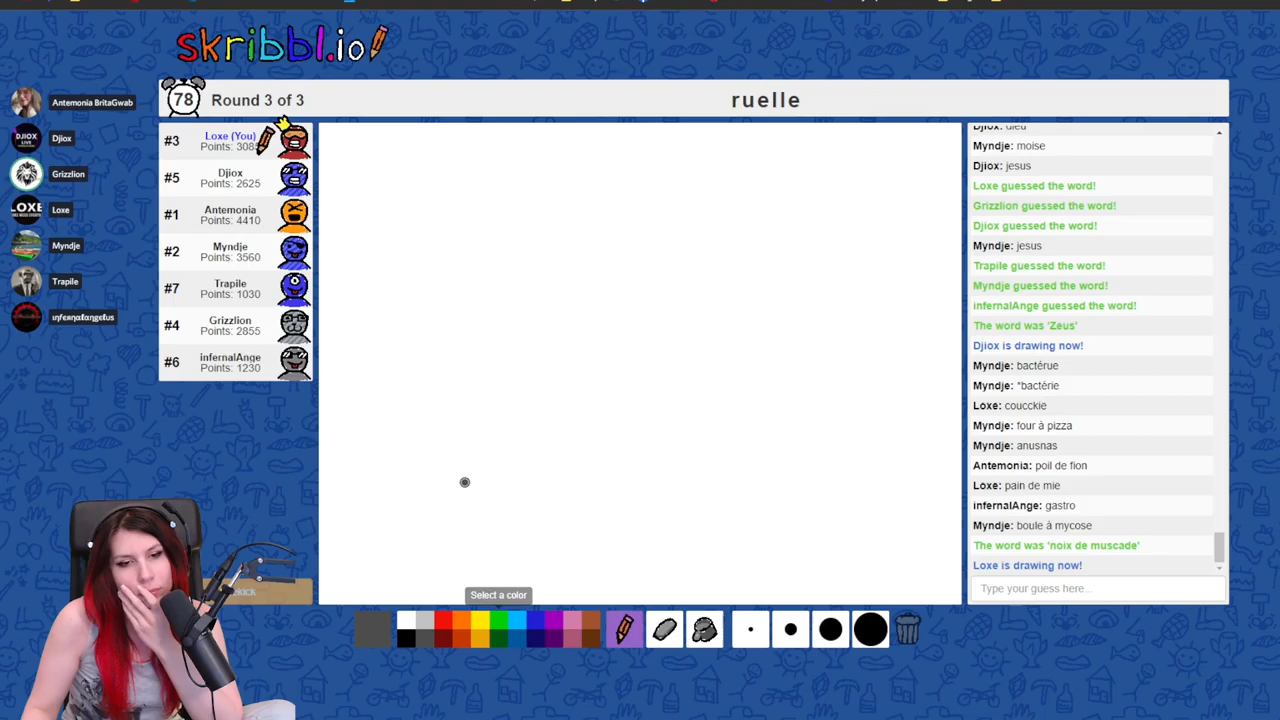 skribbl.io
78
Round 3 of 3
ruelle
Antemonia BritaGwab
Djiox
Grizzlion
Loxe
Myndje
Trapile
#3
Loxe (You)
Points: 3085
#5
Djiox
Points: 2625
#1
Antemonia
Points: 4410
#2
Myndje
Points: 3560
#7
Trapile
Points: 1030
#4
Grizzlion
Points: 2855
#6
infernalAnge
Points: 1230
Djiox: dieu
Myndje: moise
Djiox: jesus
Loxe guessed the word!
Grizzlion guessed the word!
Djiox guessed the word!
Myndje: jesus
Trapile guessed the word!
Myndje guessed the word!
infernalAnge guessed the word!
The word was 'Zeus'
Djiox is drawing now!
Myndje: bactérue
Myndje: *bactérie
Loxe: coucckie
Myndje: four à pizza
Myndje: anusnas
Antemonia: poil de fion
Loxe: pain de mie
infernalAnge: gastro
Myndje: boule à mycose
The word was 'noix de muscade'
Loxe is drawing now!
Type your guess here...
Select a color